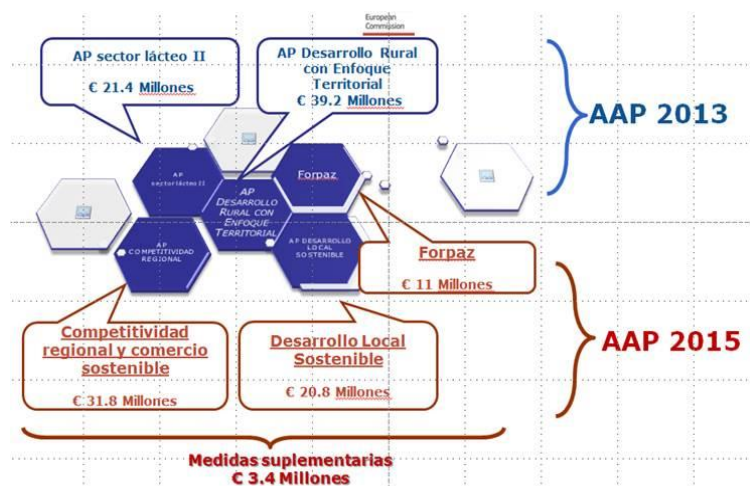 European
Commission
AP sector lácteo II
€ 21.4 Millones
AP Desarrollo Rural
con Enfoque
Territorial
€ 39.2 Millones
AAP 2013
AP
sector lácteo II
AP
DESARROLLO
RURAL CON
ENFOQUE
TERRITORIAL
Forpaz
AP
COMPETITIVIDAD
REGIONAL
AP DESARROLLO
LOCAL
SOSTENIBLE
Forpaz
€ 11 Millones
Competitividad
regional y comercio
sostenible
€ 31.8 Millones
Desarrollo Local
Sostenible
€ 20.8 Millones
AAP 2015
Medidas suplementarias
€ 3.4 Millones